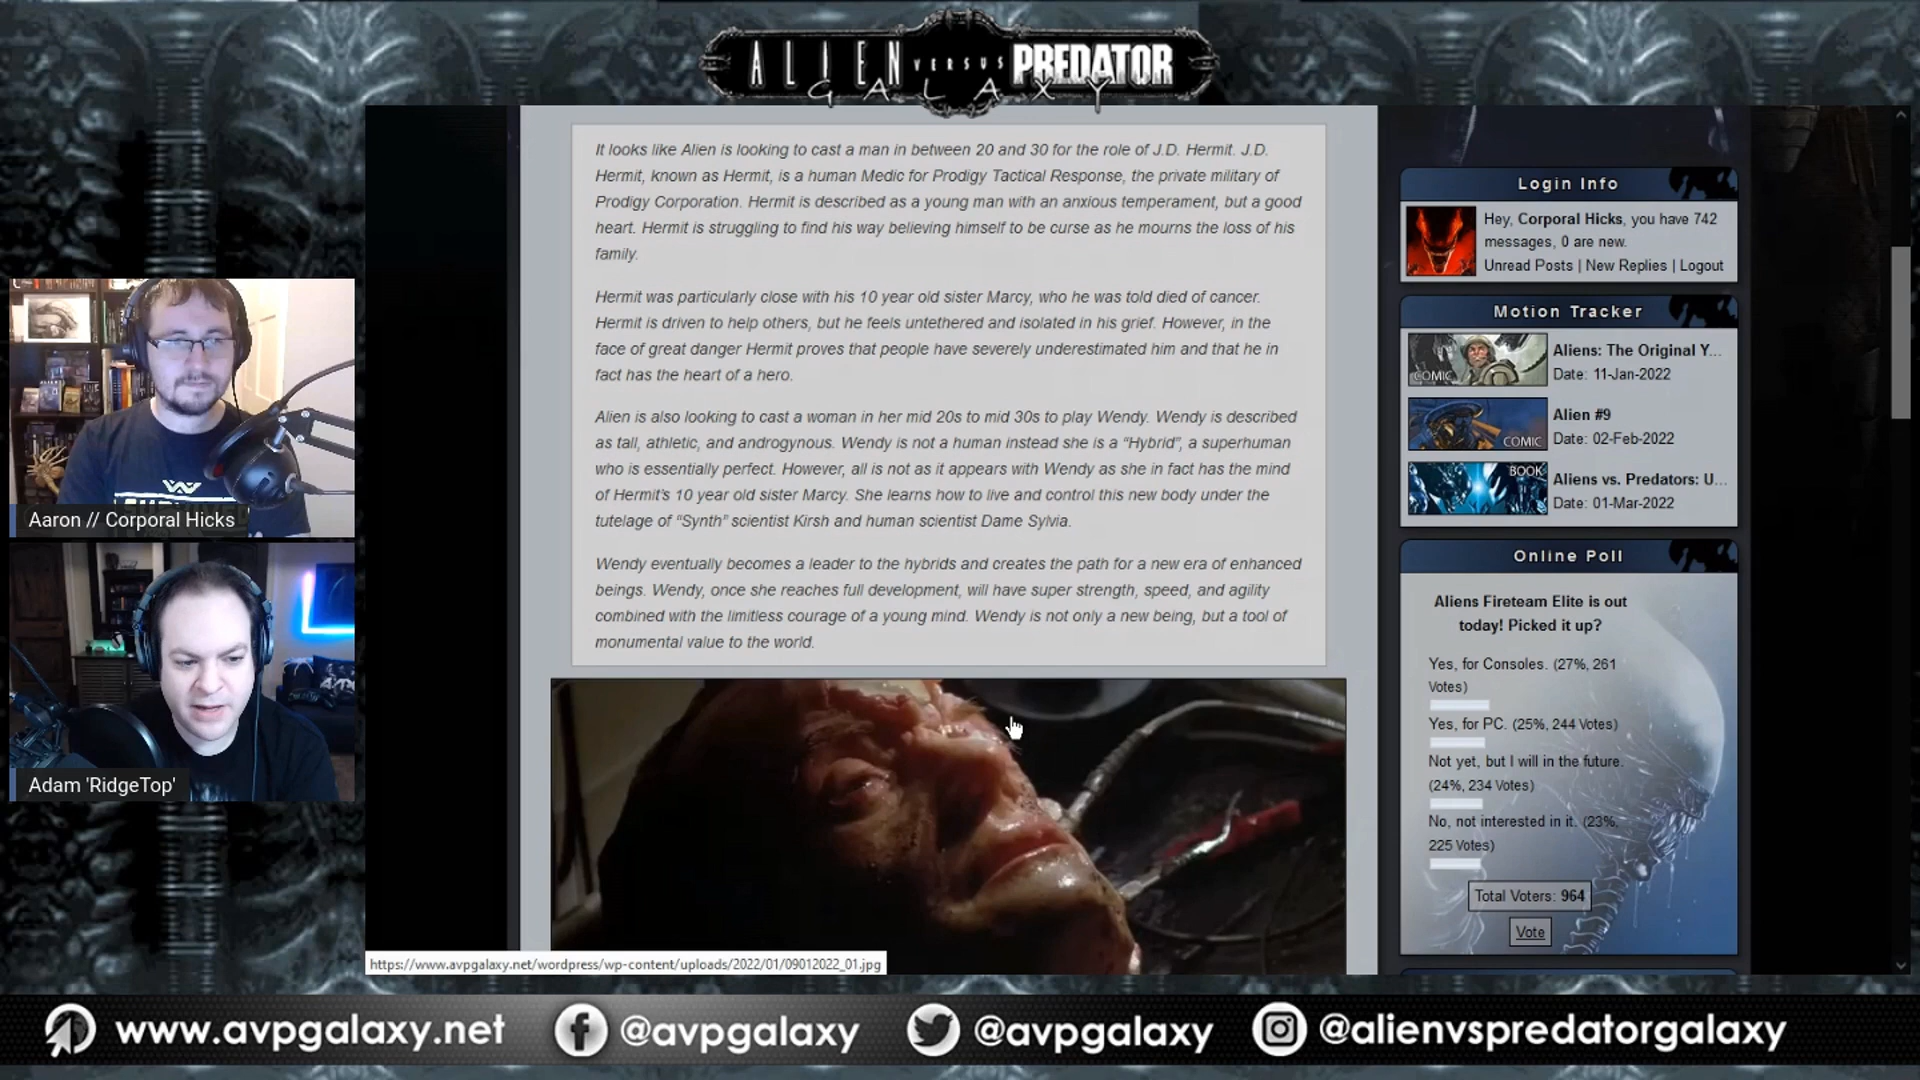 ALIEN VERSUS PREDATOR
GALAXY
It looks like Alien is looking to cast a man in between 20 and 30 for the role of J.D. Hermit. J.D.
Hermit, known as Hermit, is a human Medic for Prodigy Tactical Response, the private military of
Prodigy Corporation. Hermit is described as a young man with an anxious temperament, but a good
heart. Hermit is struggling to find his way believing himself to be curse as he mourns the loss of his
family.
Hermit was particularly close with his 10 year old sister Marcy, who he was told died of cancer.
Hermit is driven to help others, but he feels untethered and isolated in his grief. However, in the
face of great danger Hermit proves that people have severely underestimated him and that he in
fact has the heart of a hero.
Alien is also looking to cast a woman in her mid 20s to mid 30s to play Wendy. Wendy is described
as tall, athletic, and androgynous. Wendy is not a human instead she is a “Hybrid”, a superhuman
who is essentially perfect. However, all is not as it appears with Wendy as she in fact has the mind
of Hermit's 10 year old sister Marcy. She learns how to live and control this new body under the
tutelage of “Synth” scientist Kirsh and human scientist Dame Sylvia.
Wendy eventually becomes a leader to the hybrids and creates the path for a new era of enhanced
beings. Wendy, once she reaches full development, will have super strength, speed, and agility
combined with the limitless courage of a young mind. Wendy is not only a new being, but a tool of
monumental value to the world.
https://www.avpgalaxy.net/wordpress/wp-content/uploads/2022/01/09012022_01.jpg
Login Info
Hey, Corporal Hicks, you have 742
messages, 0 are new.
Unread Posts | New Replies | Logout
Motion Tracker
COMIC
Aliens: The Original Y...
Date: 11-Jan-2022
COMIC
Alien #9
Date: 02-Feb-2022
BOOK
Aliens vs. Predators: U...
Date: 01-Mar-2022
Online Poll
Aliens Fireteam Elite is out
today! Picked it up?
Yes, for Consoles. (27%, 261
Votes)
Yes, for PC. (25%, 244 Votes)
Not yet, but I will in the future.
(24%, 234 Votes)
No, not interested in it. (23%,
225 Votes)
Total Voters: 964
Vote
Aaron // Corporal Hicks
Adam 'RidgeTop'
www.avpgalaxy.net
@avpgalaxy
@avpgalaxy
@alienvspredatorgalaxy